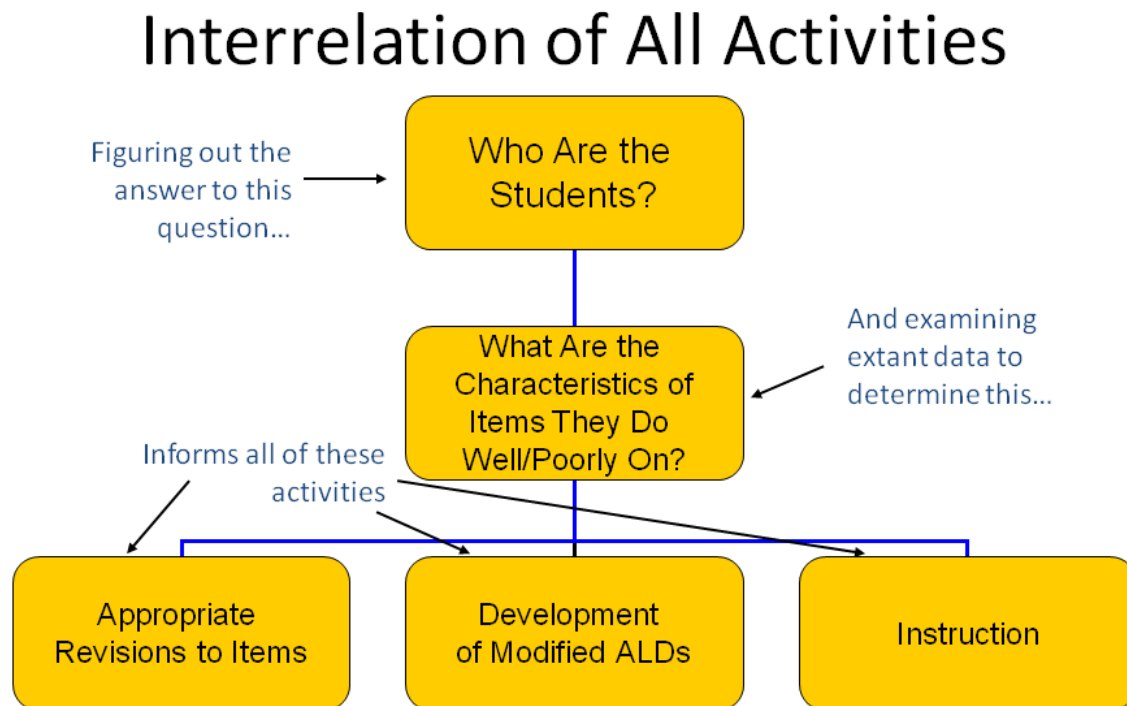 Interrelation of All Activities
Figuring out the
answer to this
question…
Who Are the
Students?
And examining
extant data to
determine this…
What Are the
Characteristics of
Items They Do
Well/Poorly On?
Informs all of these
activities
Appropriate
Revisions to Items
Development
of Modified ALDs
Instruction